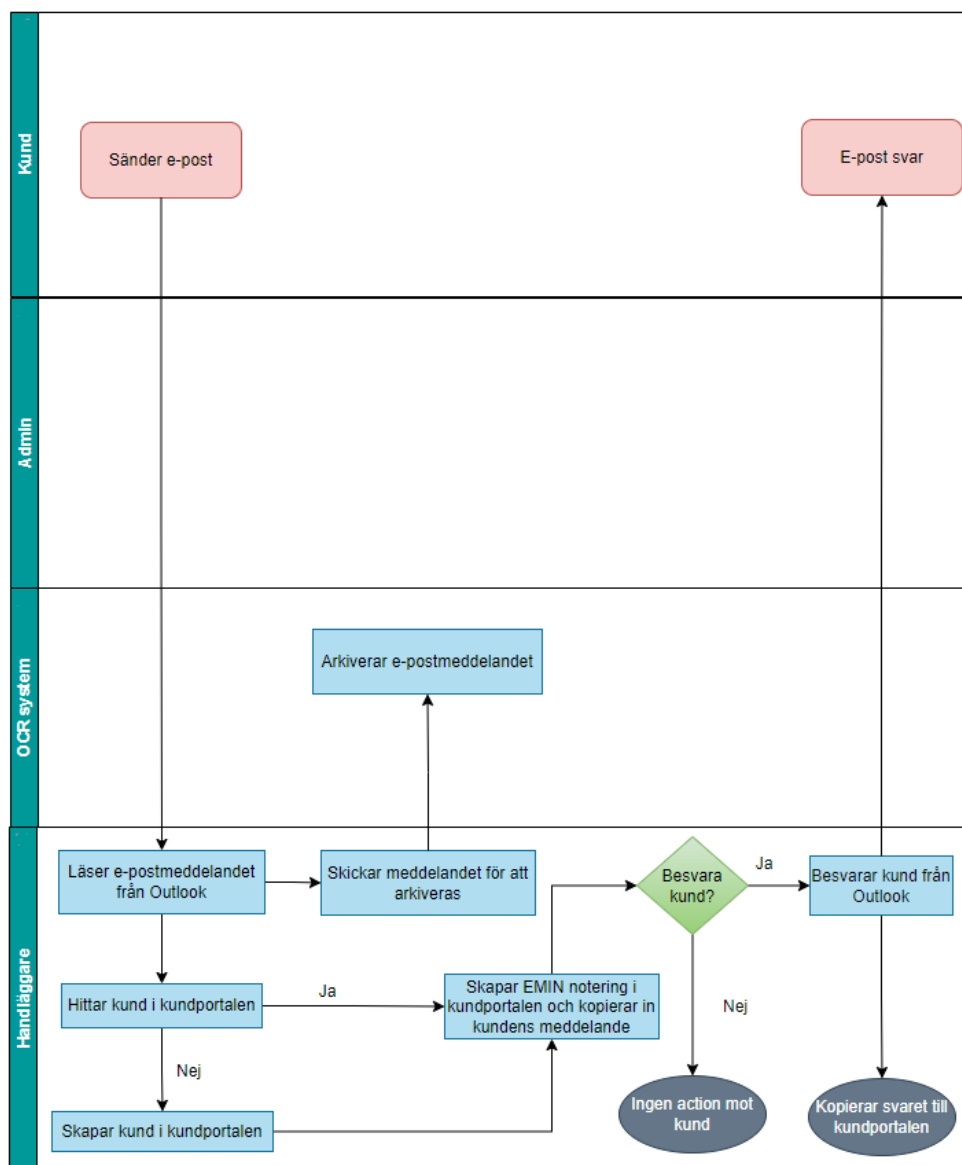 Kund
Sänder e-post
E-post svar
Admin
OCR system
Arkiverar e-postmeddelandet
Handläggare
Läser e-postmeddelandet
från Outlook
Skickar meddelandet för att
arkiveras
Besvara
kund?
Ja
Besvarar kund från
Outlook
Hittar kund i kundportalen
Ja
Skapar EMIN notering i
kundportalen och kopierar in
kundens meddelande
Nej
Nej
Skapar kund i kundportalen
Ingen action mot
kund
Kopierar svaret till
kundportalen